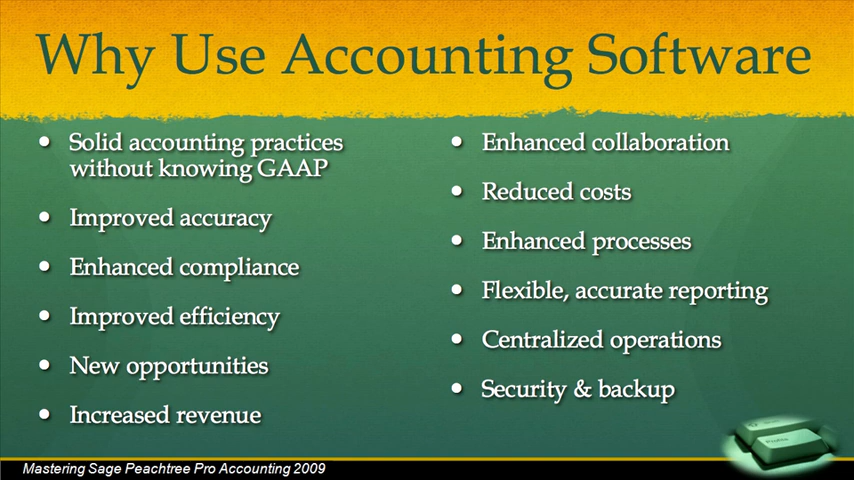 Why Use Accounting Software
Solid accounting practices
without knowing GAAP
Improved accuracy
Enhanced compliance
Improved efficiency
New opportunities
Increased revenue
Enhanced collaboration
Reduced costs
Enhanced processes
Flexible, accurate reporting
Centralized operations
Security & backup
Mastering Sage Peachtree Pro Accounting 2009